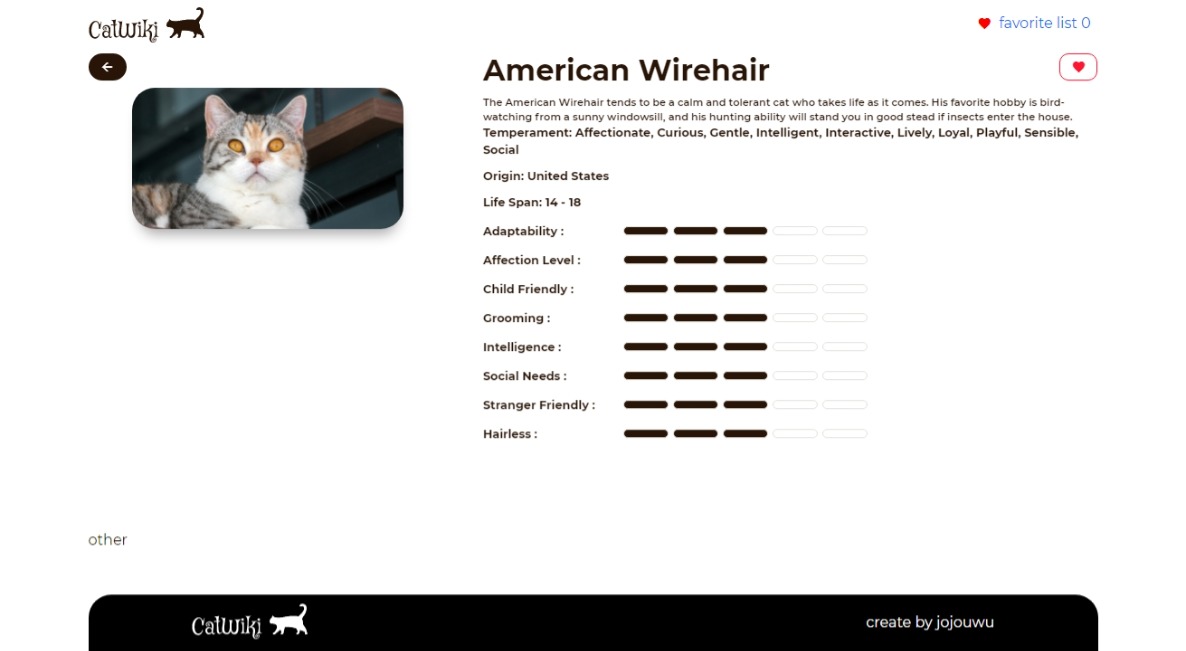 CatWiki
favorite list 0
American Wirehair
The American Wirehair tends to be a calm and tolerant cat who takes life as it comes. His favorite hobby is bird-
watching from a sunny windowsill, and his hunting ability will stand you in good stead if insects enter the house.
Temperament: Affectionate, Curious, Gentle, Intelligent, Interactive, Lively, Loyal, Playful, Sensible,
Social
Origin: United States
Life Span: 14 - 18
Adaptability :
Affection Level :
Child Friendly :
Grooming :
Intelligence :
Social Needs :
Stranger Friendly :
Hairless :
other
CatWiki
create by jojouwu